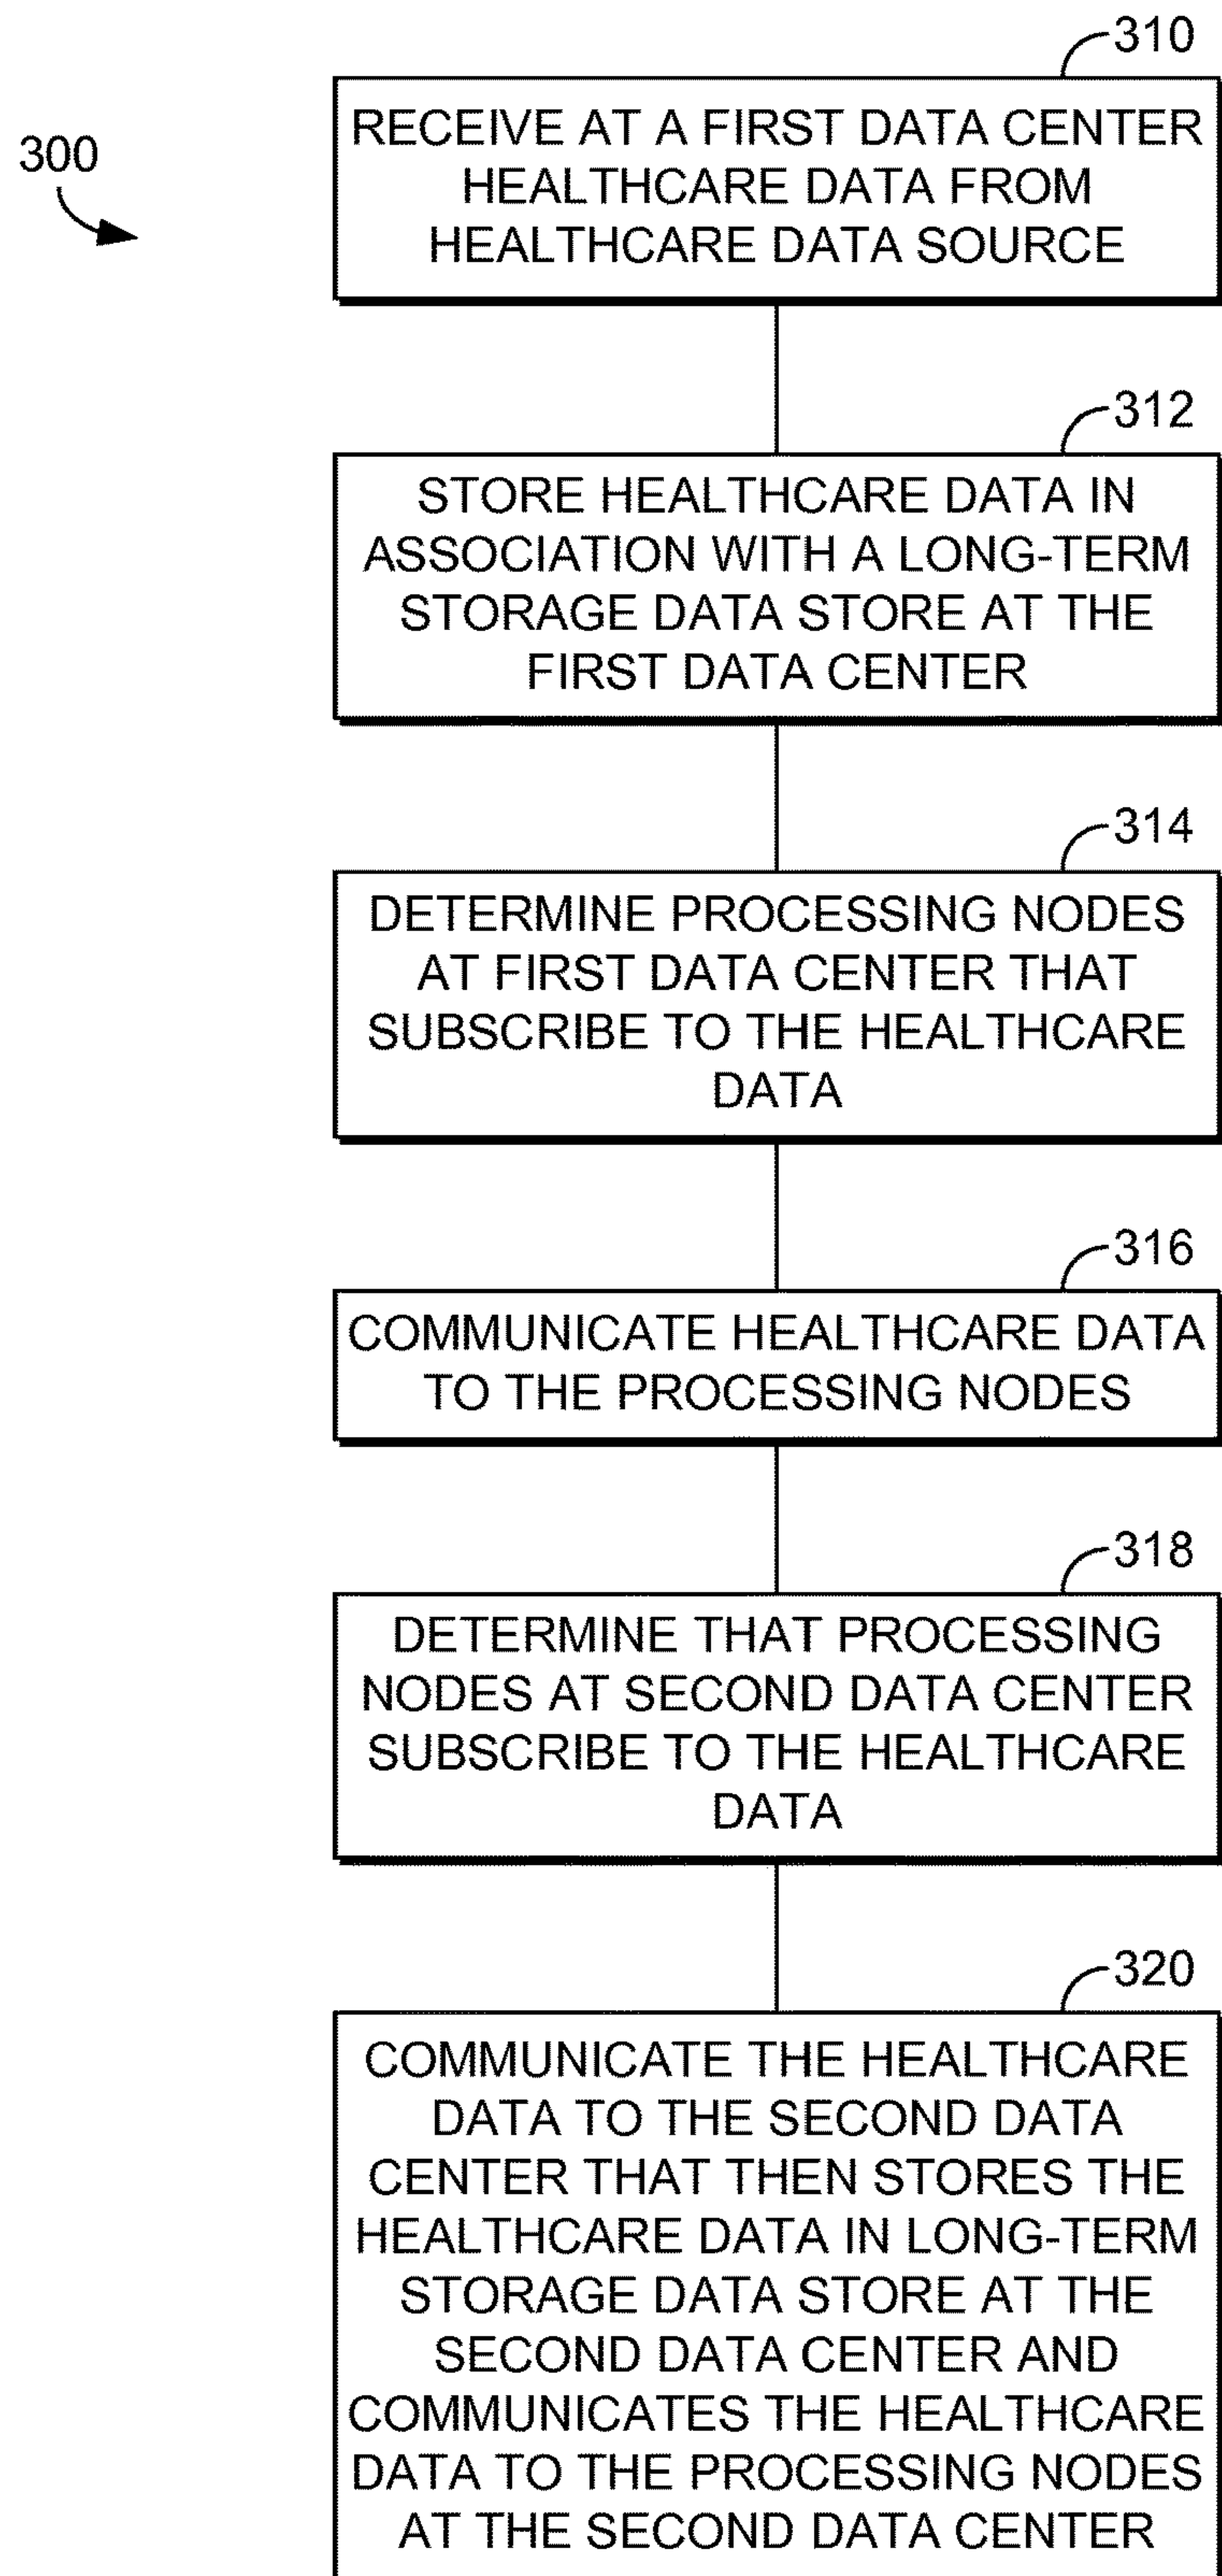 310
300
RECEIVE AT A FIRST DATA CENTER
HEALTHCARE DATA FROM
HEALTHCARE DATA SOURCE
312
STORE HEALTHCARE DATA IN
ASSOCIATION WITH A LONG-TERM
STORAGE DATA STORE AT THE
FIRST DATA CENTER
314
DETERMINE PROCESSING NODES
AT FIRST DATA CENTER THAT
SUBSCRIBE TO THE HEALTHCARE
DATA
316
COMMUNICATE HEALTHCARE DATA
TO THE PROCESSING NODES
318
DETERMINE THAT PROCESSING
NODES AT SECOND DATA CENTER
SUBSCRIBE TO THE HEALTHCARE
DATA
320
COMMUNICATE THE HEALTHCARE
DATA TO THE SECOND DATA
CENTER THAT THEN STORES THE
HEALTHCARE DATA IN LONG-TERM
STORAGE DATA STORE AT THE
SECOND DATA CENTER AND
COMMUNICATES THE HEALTHCARE
DATA TO THE PROCESSING NODES
AT THE SECOND DATA CENTER